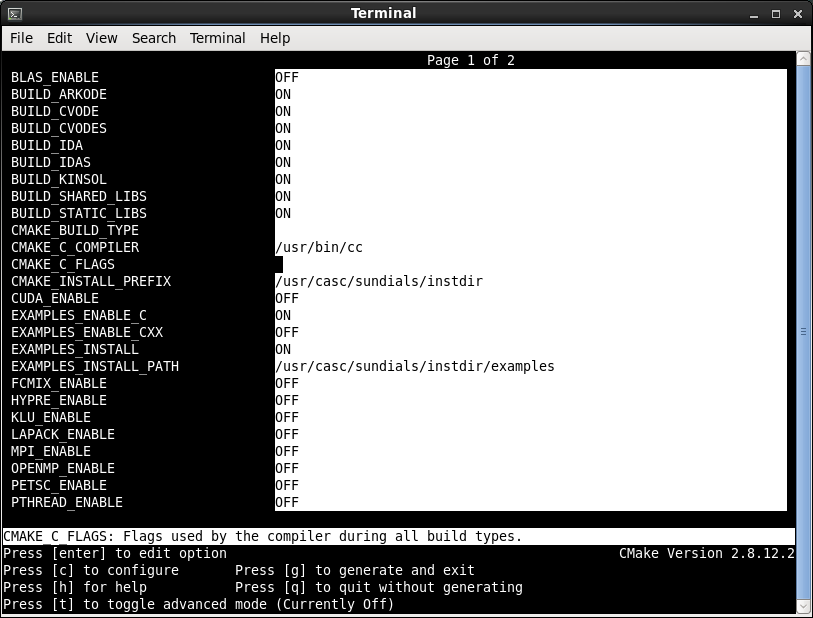 Terminal
File Edit View Search Terminal Help
Page 1 of 2
BLAS_ENABLE OFF
BUILD_ARKODE ON
BUILD_CVODE ON
BUILD_CVODES ON
BUILD_IDA ON
BUILD_IDAS ON
BUILD_KINSOL ON
BUILD_SHARED_LIBS ON
BUILD_STATIC_LIBS ON
CMAKE_BUILD_TYPE
CMAKE_C_COMPILER /usr/bin/cc
CMAKE_C_FLAGS
CMAKE_INSTALL_PREFIX /usr/casc/sundials/instdir
CUDA_ENABLE OFF
EXAMPLES_ENABLE_C ON
EXAMPLES_ENABLE_CXX OFF
EXAMPLES_INSTALL ON
EXAMPLES_INSTALL_PATH /usr/casc/sundials/instdir/examples
FCMIX_ENABLE OFF
HYPRE_ENABLE OFF
KLU_ENABLE OFF
LAPACK_ENABLE OFF
MPI_ENABLE OFF
OPENMP_ENABLE OFF
PETSC_ENABLE OFF
PTHREAD_ENABLE OFF
CMAKE_C_FLAGS: Flags used by the compiler during all build types.
Press [enter] to edit option CMake Version 2.8.12.2
Press [c] to configure Press [g] to generate and exit
Press [h] for help Press [q] to quit without generating
Press [t] to toggle advanced mode (Currently Off)